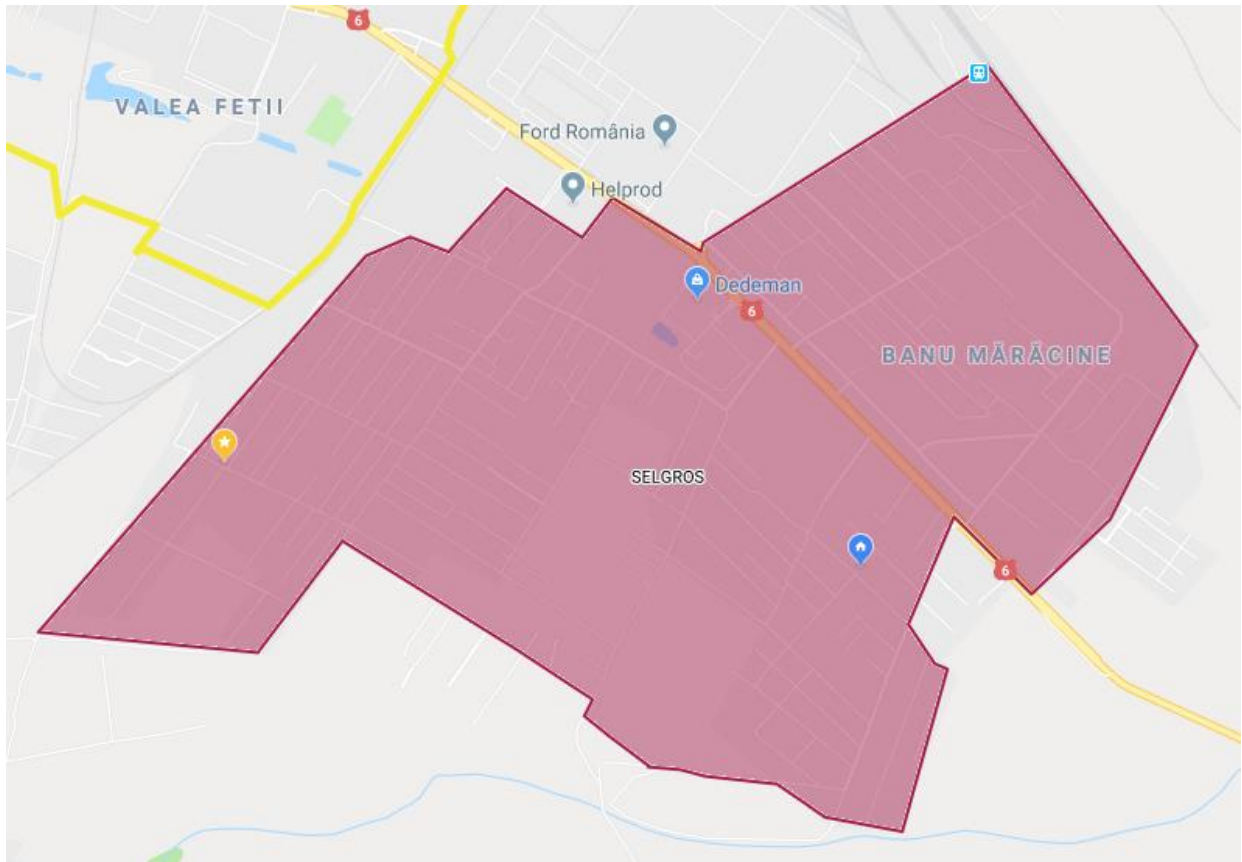 6
VALEA FETII
Ford România
Helprod
Dedeman
6
BANU MĂRĂCINE
SELGROS
6